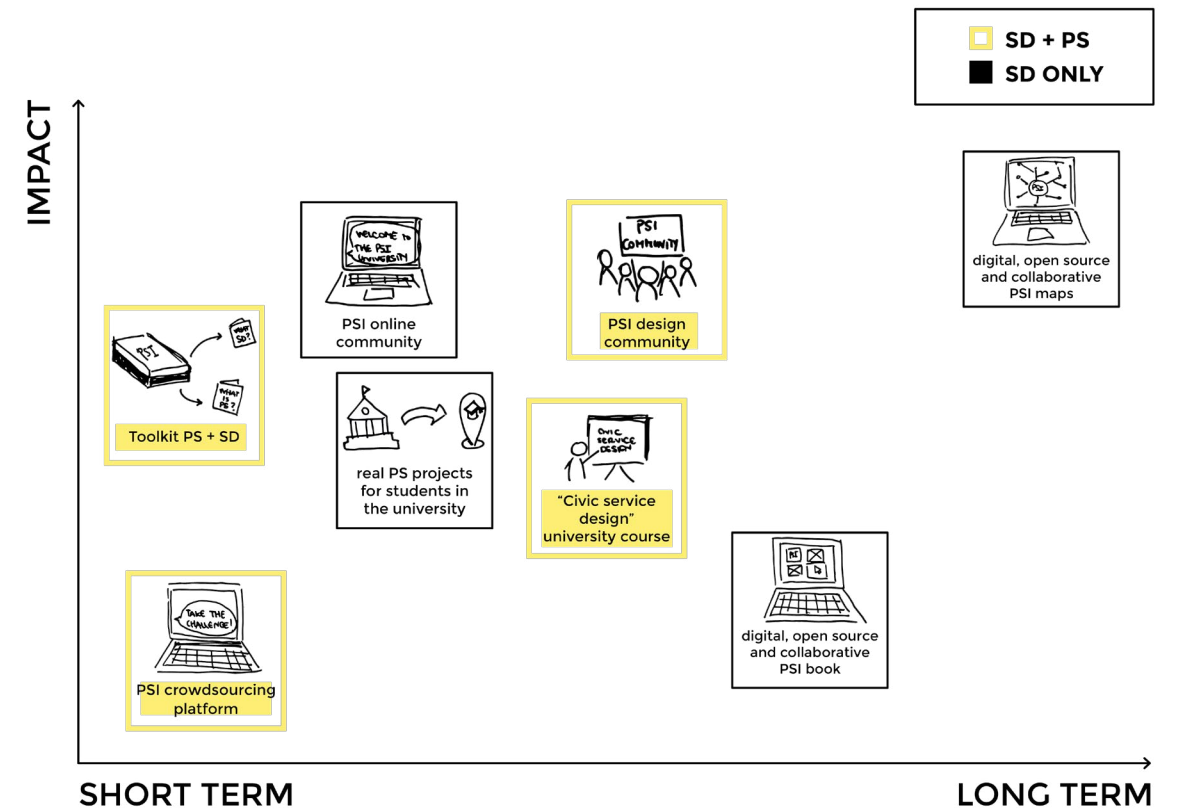 SD + PS
SD ONLY
IMPACT
PSI
digital, open source
and collaborative
PSI maps
WELCOME TO
THE PSI
UNIVERSITY
PSI online
community
PSI
COMMUNITY
PSI design
community
PSI
WHAT
SD?
WHAT
IS
PS?
Toolkit PS + SD
real PS projects
for students in
the university
CIVIC
SERVICE
DESIGN
“Civic service
design”
university course
digital, open source
and collaborative
PSI book
TAKE THE
CHALLENGE!
PSI crowdsourcing
platform
SHORT TERM
LONG TERM